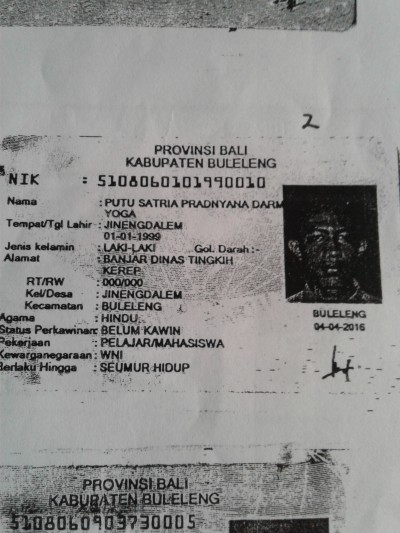 2
PROVINSI BALI
KABUPATEN BULELENG
NIK : 5108060101990010
Nama : PUTU SATRIA PRADNYANA DARM
YOGA
Tempat/Tgl Lahir : JINENGDALEM
01-01-1999
Jenis kelamin : LAKI-LAKI Gol. Darah :-
Alamat : BANJAR DINAS TINGKIH
KEREP
RT/RW : 000/000
Kel/Desa : JINENGDALEM
Kecamatan : BULELENG
Agama : HINDU
Status Perkawinan: BELUM KAWIN
Pekerjaan : PELAJAR/MAHASISWA
Kewarganegaraan: WNI
Berlaku Hingga : SEUMUR HIDUP
BULELENG
04-04-2016
PROVINSI BALI
KABUPATEN BULELENG
5108060903730005